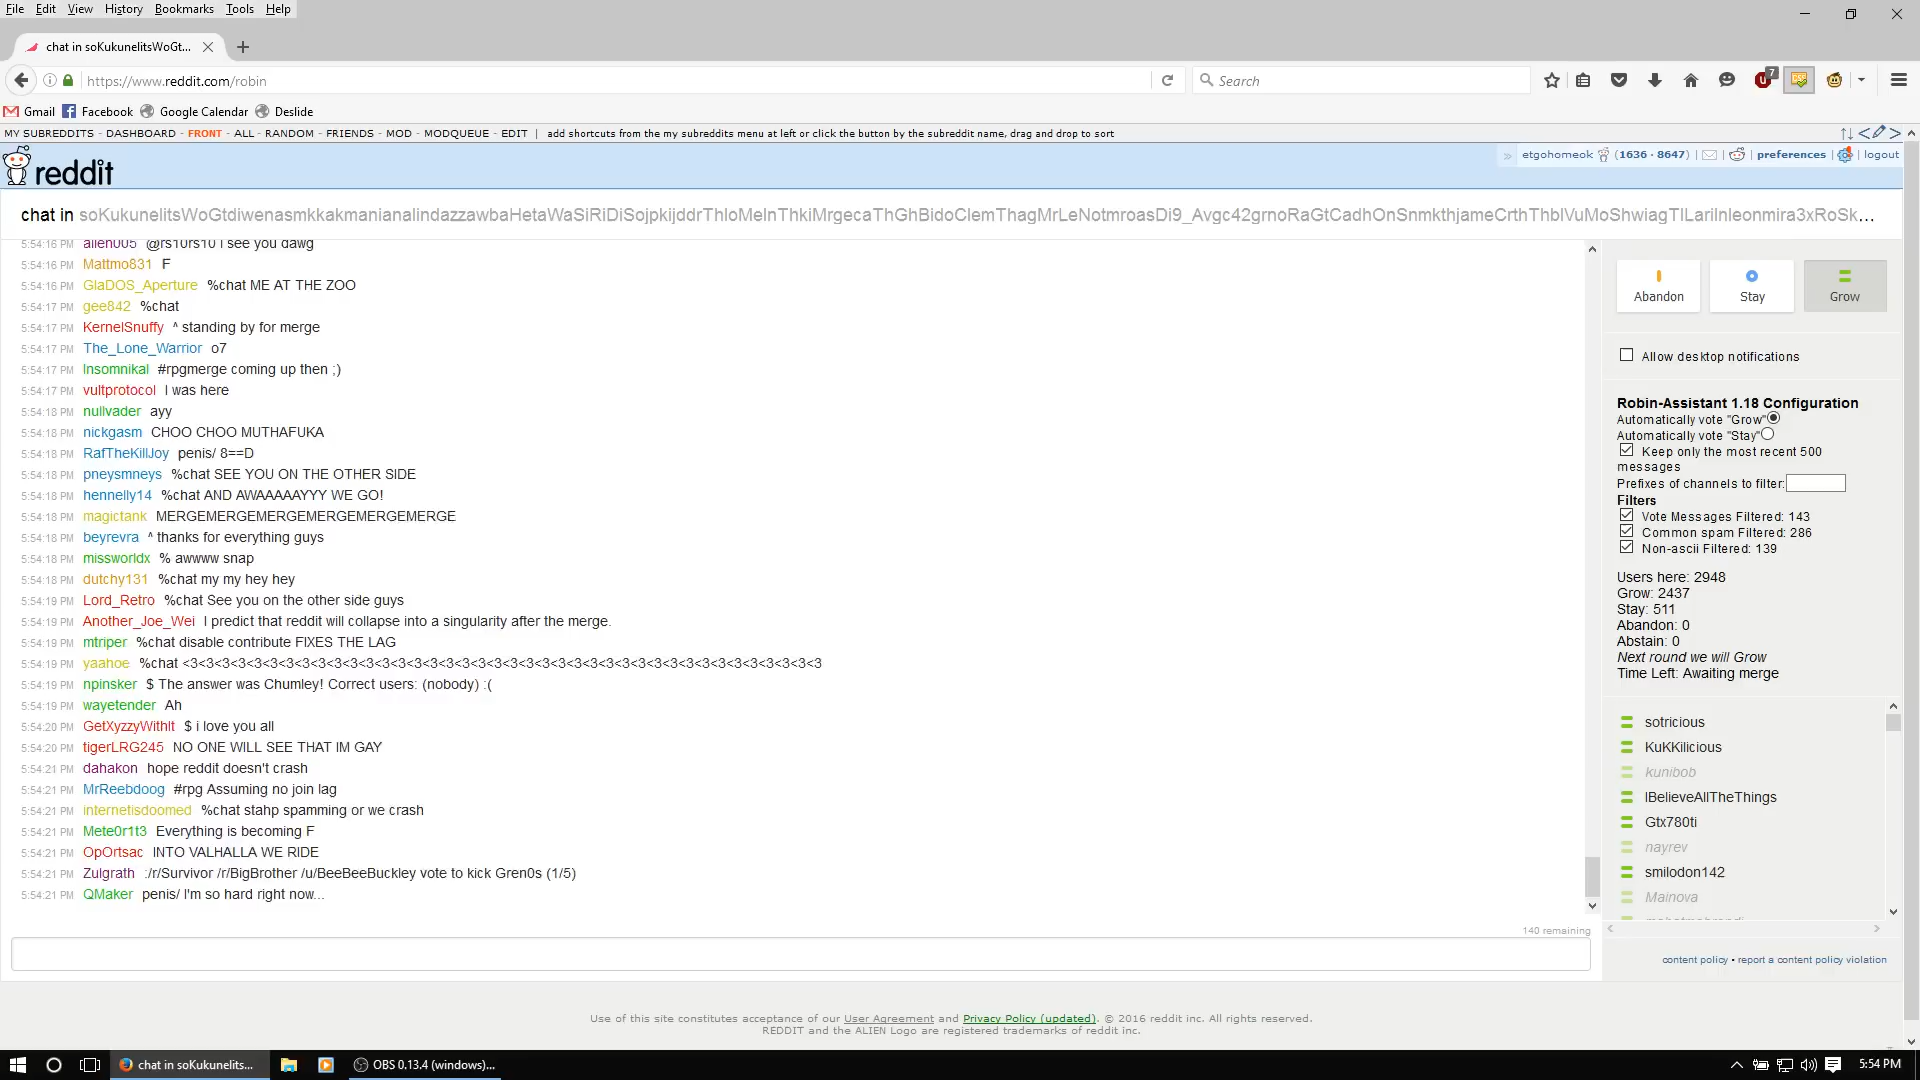 File Edit View History Bookmarks Tools Help
chat in soKukunelitsWoGt...
https://www.reddit.com/robin
Search
7
Gmail Facebook Google Calendar Deslide
MY SUBREDDITS - DASHBOARD - FRONT - ALL - RANDOM - FRIENDS - MOD - MODQUEUE - EDIT | add shortcuts from the my subreddits menu at left or click the button by the subreddit name, drag and drop to sort
reddit
etgohomeok (1636 · 8647) | | | preferences | | logout
chat in soKukunelitsWoGtdiwenasmkkakmanianalindazzawbaHetaWaSiRiDiSojpkijddrThloMelnThkiMrgecaThGhBidoClemThagMrLeNotmroasDi9_Avgc42grnoRaGtCadhOnSnmkthjameCrthThblVuMoShwiagTlLarilnleonmira3xRoSk...
5:54:16 PM alien005 @rs10rs10 I see you dawg
5:54:16 PM Mattmo831 F
5:54:16 PM GlaDOS_Aperture %chat ME AT THE ZOO
5:54:17 PM gee842 %chat
5:54:17 PM KernelSnuffy ^ standing by for merge
5:54:17 PM The_Lone_Warrior o7
5:54:17 PM Insomnikal #rpgmerge coming up then ;)
5:54:17 PM vultprotocol I was here
5:54:18 PM nullvader ayy
5:54:18 PM nickgasm CHOO CHOO MUTHAFUKA
5:54:18 PM RafTheKillJoy penis/ 8==D
5:54:18 PM pneysmneys %chat SEE YOU ON THE OTHER SIDE
5:54:18 PM hennelly14 %chat AND AWAAAAAYYY WE GO!
5:54:18 PM magictank MERGEMERGEMERGEMERGEMERGEMERGE
5:54:18 PM beyrevra ^ thanks for everything guys
5:54:18 PM missworldx % awwww snap
5:54:18 PM dutchy131 %chat my my hey hey
5:54:19 PM Lord_Retro %chat See you on the other side guys
5:54:19 PM Another_Joe_Wei I predict that reddit will collapse into a singularity after the merge.
5:54:19 PM mtriper %chat disable contribute FIXES THE LAG
5:54:19 PM yaahoe %chat <3<3<3<3<3<3<3<3<3<3<3<3<3<3<3<3<3<3<3<3<3<3<3<3<3<3<3<3<3<3<3<3<3<3<3<3<3<3<3<3
5:54:19 PM npinsker $ The answer was Chumley! Correct users: (nobody) :(
5:54:19 PM wayetender Ah
5:54:20 PM GetXyzzyWithIt $ i love you all
5:54:20 PM tigerLRG245 NO ONE WILL SEE THAT IM GAY
5:54:21 PM dahakon hope reddit doesn't crash
5:54:21 PM MrReebdoog #rpg Assuming no join lag
5:54:21 PM internetisdoomed %chat stahp spamming or we crash
5:54:21 PM Mete0r1t3 Everything is becoming F
5:54:21 PM OpOrtsac INTO VALHALLA WE RIDE
5:54:21 PM Zulgrath :/r/Survivor /r/BigBrother /u/BeeBeeBuckley vote to kick Gren0s (1/5)
5:54:21 PM QMaker penis/ I'm so hard right now...
140 remaining
Abandon Stay Grow
Allow desktop notifications
Robin-Assistant 1.18 Configuration
Automatically vote "Grow"
Automatically vote "Stay"
Keep only the most recent 500
messages
Prefixes of channels to filter:
Filters
Vote Messages Filtered: 143
Common spam Filtered: 286
Non-ascii Filtered: 139
Users here: 2948
Grow: 2437
Stay: 511
Abandon: 0
Abstain: 0
Next round we will Grow
Time Left: Awaiting merge
sotricious
KuKKilicious
kunibob
IBelieveAllTheThings
Gtx780ti
nayrev
smilodon142
Mainova
content policy • report a content policy violation
Use of this site constitutes acceptance of our User Agreement and Privacy Policy (updated). © 2016 reddit inc. All rights reserved.
REDDIT and the ALIEN Logo are registered trademarks of reddit inc.
chat in soKukunelits... OBS 0.13.4 (windows)... 5:54 PM